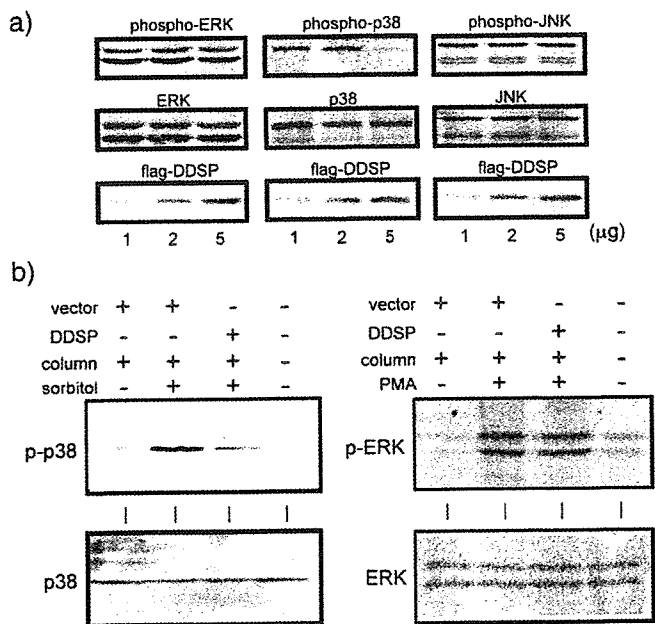 a)
phospho-ERK phospho-p38 phospho-JNK
ERK p38 JNK
flag-DDSP flag-DDSP flag-DDSP
1 2 5 1 2 5 1 2 5 (μg)
b)
vector + + - - vector + + - -
DDSP - - + - DDSP - - + -
column + + + - column + + + -
sorbitol - + + - PMA - + + -
p-p38 p-ERK
p38 ERK